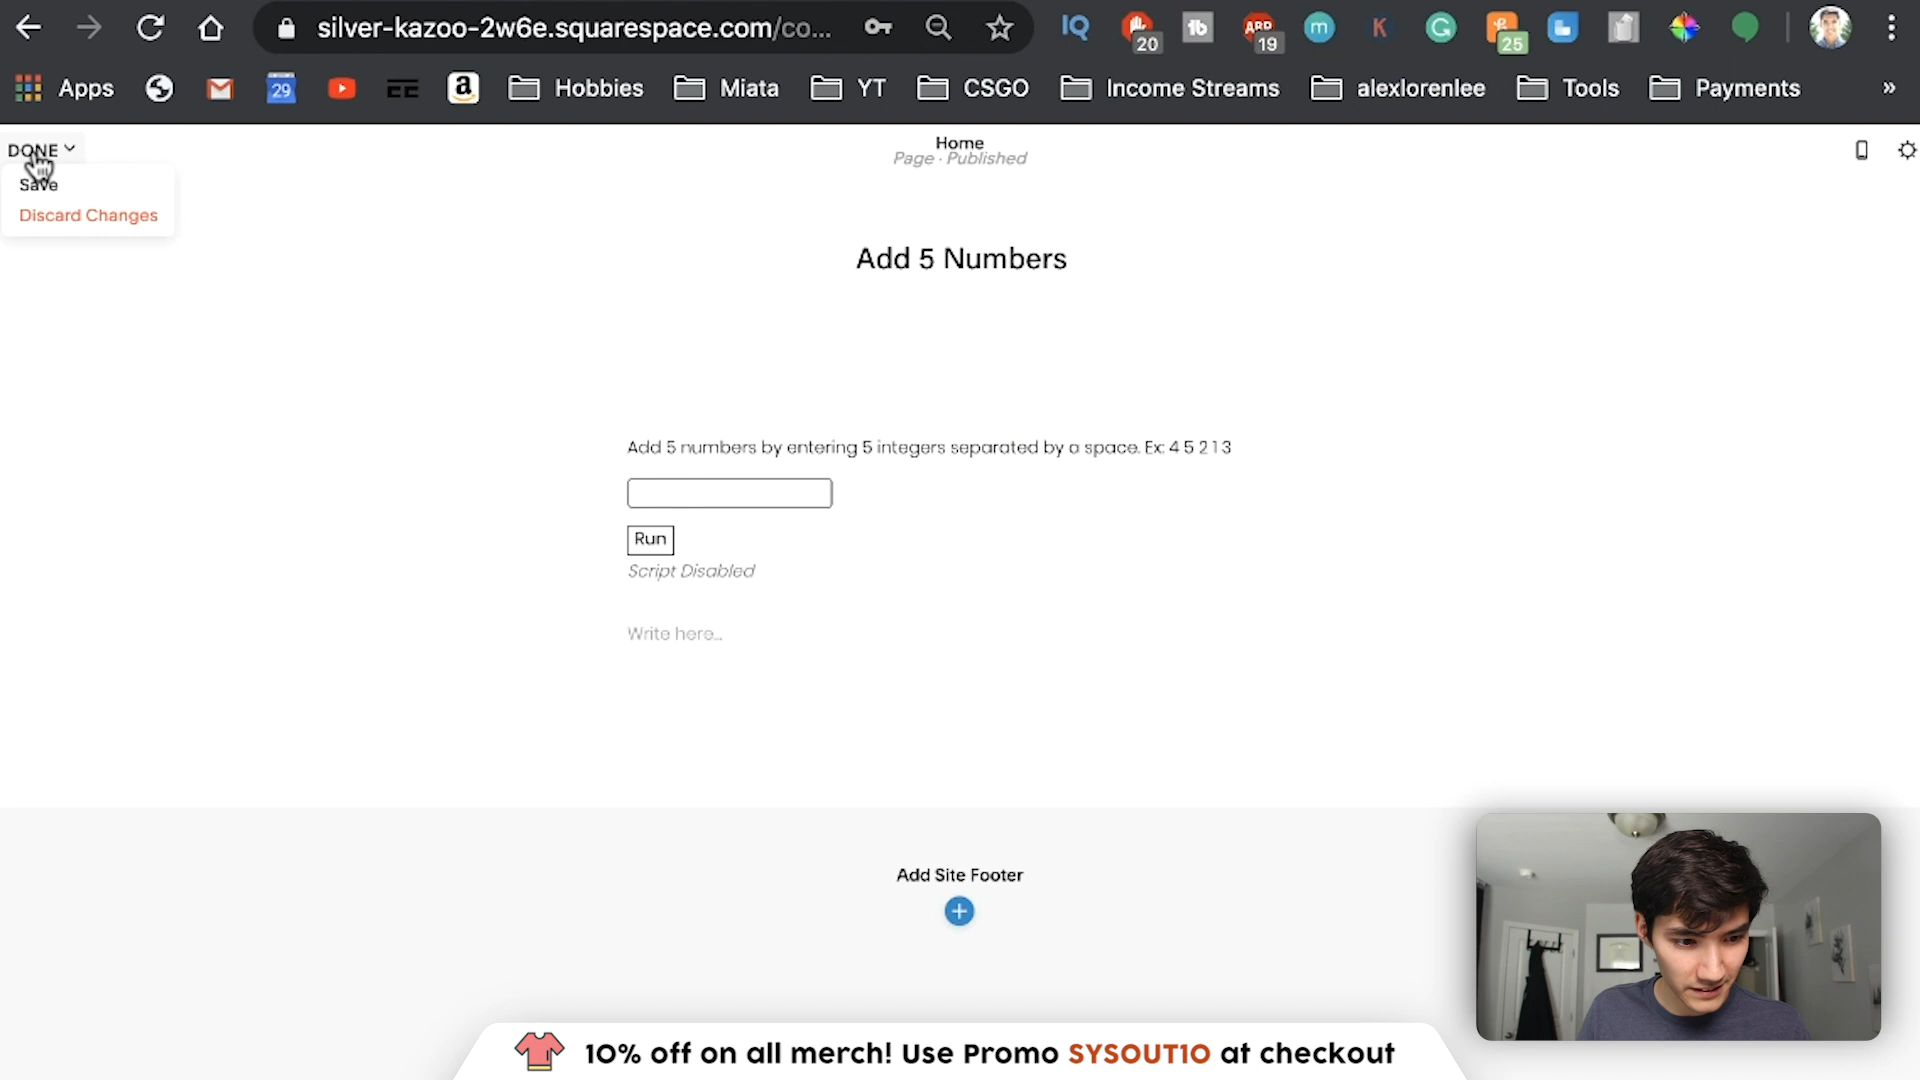 silver-kazoo-2w6e.squarespace.com/co...
IQ
20
tb
ABP
19
m
K
G
25
Apps
29
a
Hobbies
Miata
YT
CSGO
Income Streams
alexlorenlee
Tools
Payments
»
DONE
Home
Page · Published
Save
Discard Changes
Add 5 Numbers
Add 5 numbers by entering 5 integers separated by a space. Ex: 4 5 2 1 3
Run
Script Disabled
Write here...
Add Site Footer
10% off on all merch! Use Promo SYSOUT10 at checkout